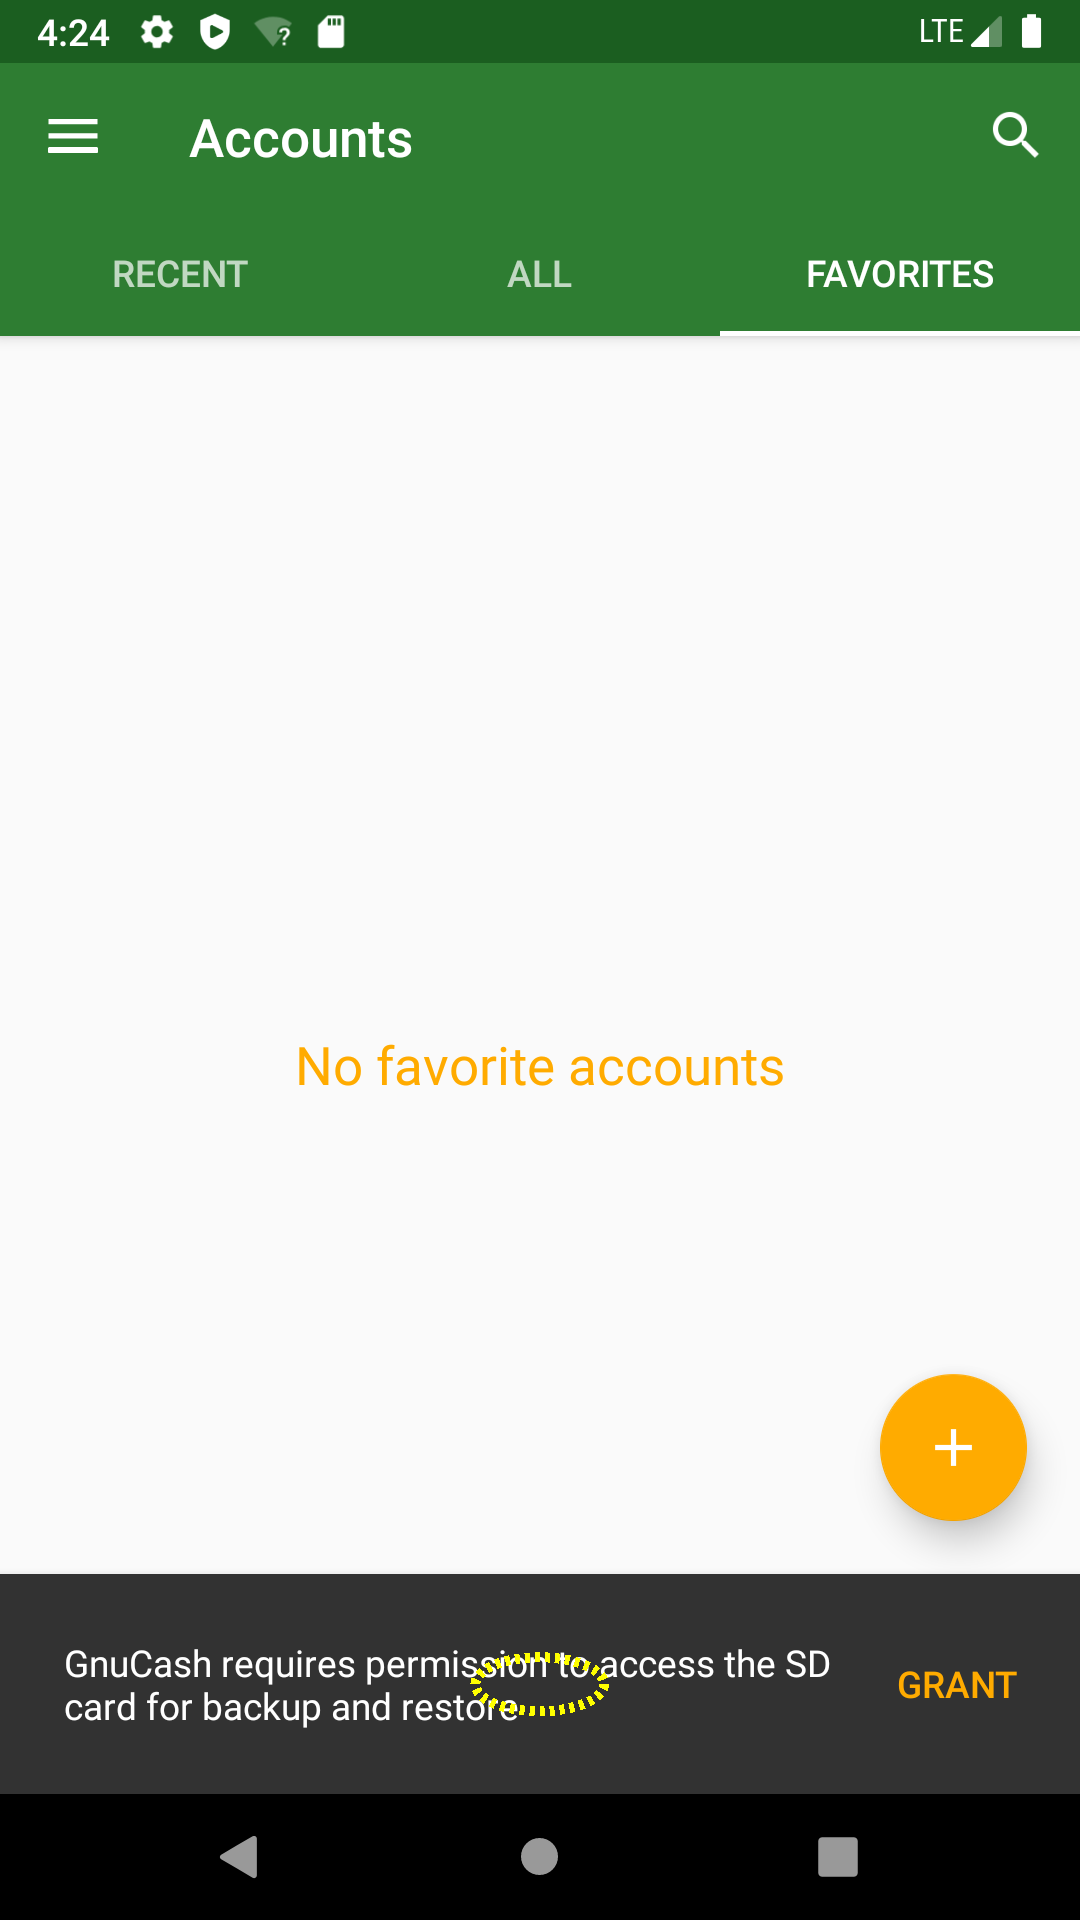 4:24 LTE
Accounts
RECENT ALL FAVORITES
No favorite accounts
GnuCash requires permission to access the SD
card for backup and restore
GRANT